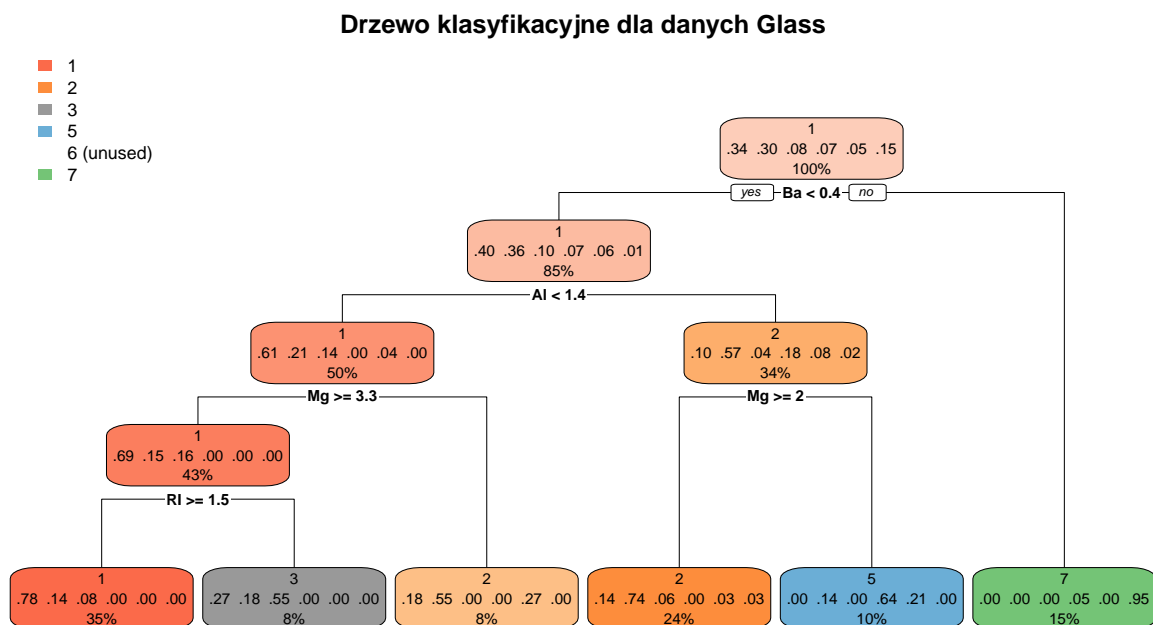 Drzewo klasyfikacyjne dla danych Glass
1
2
3
5
6 (unused)
7
1
.34 .30 .08 .07 .05 .15
100%
yes Ba < 0.4 no
1
.40 .36 .10 .07 .06 .01
85%
Al < 1.4
1
.61 .21 .14 .00 .04 .00
50%
2
.10 .57 .04 .18 .08 .02
34%
Mg >= 3.3
Mg >= 2
1
.69 .15 .16 .00 .00 .00
43%
RI >= 1.5
1
.78 .14 .08 .00 .00 .00
35%
3
.27 .18 .55 .00 .00 .00
8%
2
.18 .55 .00 .00 .27 .00
8%
2
.14 .74 .06 .00 .03 .03
24%
5
.00 .14 .00 .64 .21 .00
10%
7
.00 .00 .00 .05 .00 .95
15%